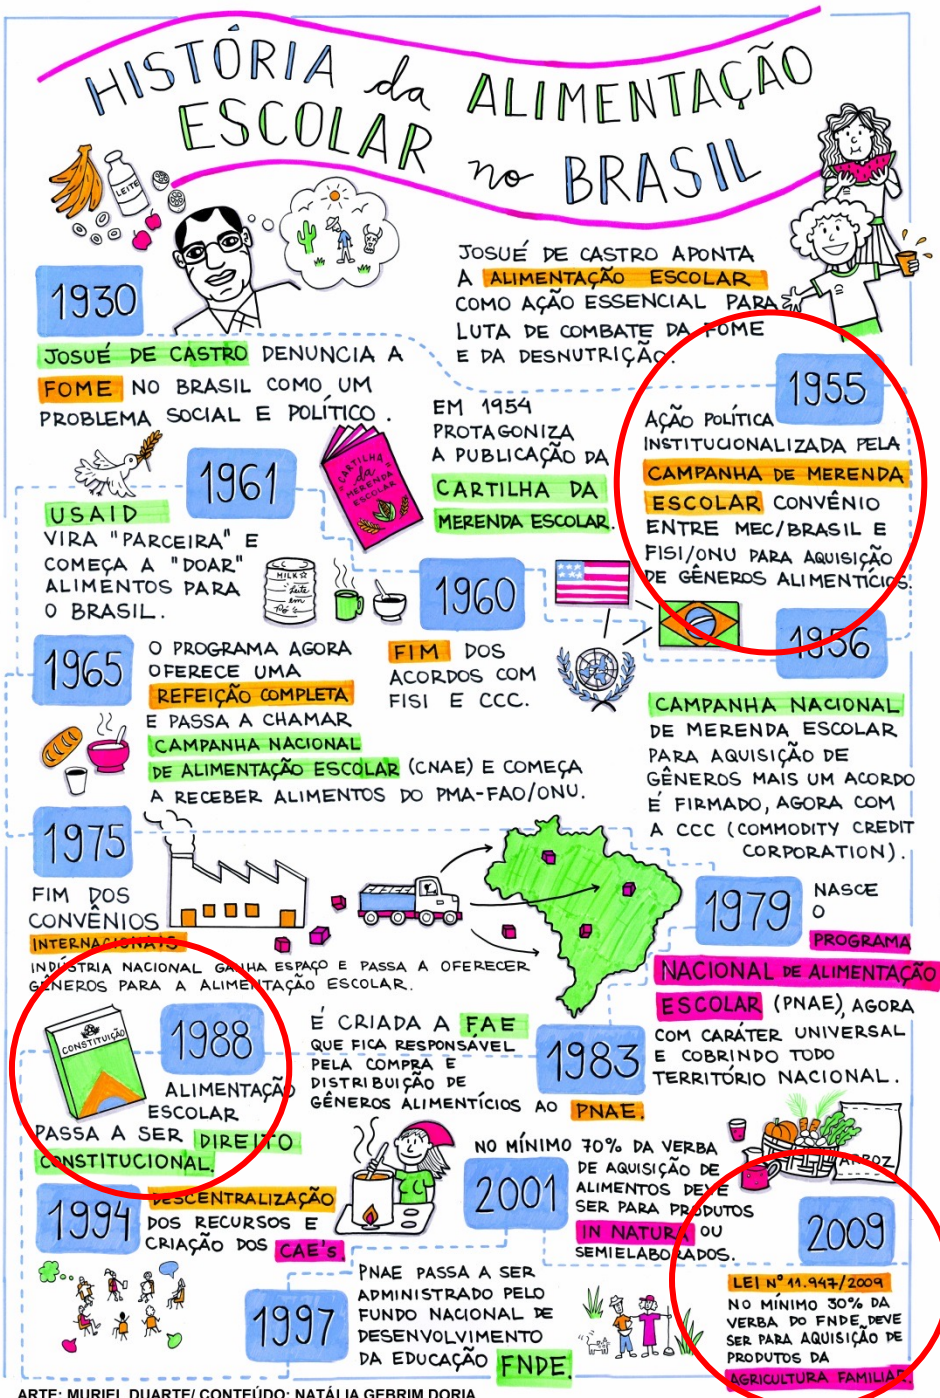 HISTÓRIA da ALIMENTAÇÃO
ESCOLAR no BRASIL
LEITE
1930
JOSUÉ DE CASTRO DENUNCIA A
FOME NO BRASIL COMO UM
PROBLEMA SOCIAL E POLÍTICO.
JOSUÉ DE CASTRO APONTA
A ALIMENTAÇÃO ESCOLAR
COMO AÇÃO ESSENCIAL PARA
LUTA DE COMBATE DA FOME
E DA DESNUTRIÇÃO.
EM 1954
PROTAGONIZA
A PUBLICAÇÃO DA
CARTILHA DA
MERENDA ESCOLAR.
CARTILHA
da
MERENDA
ESCOLAR
1955
AÇÃO POLÍTICA
INSTITUCIONALIZADA PELA
CAMPANHA DE MERENDA
ESCOLAR CONVÊNIO
ENTRE MEC/BRASIL E
FISI/ONU PARA AQUISIÇÃO
DE GÊNEROS ALIMENTÍCIOS.
1956
CAMPANHA NACIONAL
DE MERENDA ESCOLAR
PARA AQUISIÇÃO DE
GÊNEROS MAIS UM ACORDO
É FIRMADO, AGORA COM
A CCC (COMMODITY CREDIT
CORPORATION).
1960
FIM DOS
ACORDOS COM
FISI E CCC.
1961
USAID
VIRA "PARCEIRA" E
COMEÇA A "DOAR"
ALIMENTOS PARA
O BRASIL.
MILK
Leite
em
Pó
1965
O PROGRAMA AGORA
OFERECE UMA
REFEIÇÃO COMPLETA
E PASSA A CHAMAR
CAMPANHA NACIONAL
DE ALIMENTAÇÃO ESCOLAR (CNAE) E COMEÇA
A RECEBER ALIMENTOS DO PMA-FAO/ONU.
1975
FIM DOS
CONVÊNIOS
INTERNACIONAIS
INDÚSTRIA NACIONAL GANHA ESPAÇO E PASSA A OFERECER
GÊNEROS PARA A ALIMENTAÇÃO ESCOLAR.
1979
NASCE
O
PROGRAMA
NACIONAL DE ALIMENTAÇÃO
ESCOLAR (PNAE), AGORA
COM CARÁTER UNIVERSAL
E COBRINDO TODO
TERRITÓRIO NACIONAL.
1983
É CRIADA A FAE
QUE FICA RESPONSÁVEL
PELA COMPRA E
DISTRIBUIÇÃO DE
GÊNEROS ALIMENTÍCIOS AO PNAE.
CONSTITUIÇÃO
1988
ALIMENTAÇÃO
ESCOLAR
PASSA A SER DIREITO
CONSTITUCIONAL.
1994
DESCENTRALIZAÇÃO
DOS RECURSOS E
CRIAÇÃO DOS CAE's
1997
PNAE PASSA A SER
ADMINISTRADO PELO
FUNDO NACIONAL DE
DESENVOLVIMENTO
DA EDUCAÇÃO FNDE.
2001
NO MÍNIMO 70% DA VERBA
DE AQUISIÇÃO DE
ALIMENTOS DEVE
SER PARA PRODUTOS
IN NATURA OU
SEMIELABORADOS.
ARROZ
2009
LEI Nº 11.947/2009
NO MÍNIMO 30% DA
VERBA DO FNDE DEVE
SER PARA AQUISIÇÃO DE
PRODUTOS DA
AGRICULTURA FAMILIAR.
ARTE: MURIEL DUARTE/ CONTEÚDO: NATÁLIA GEBRIM DORIA